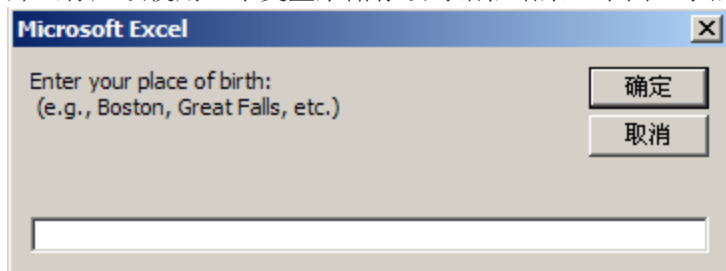 Microsoft Excel
Enter your place of birth:
(e.g., Boston, Great Falls, etc.)
确定
取消